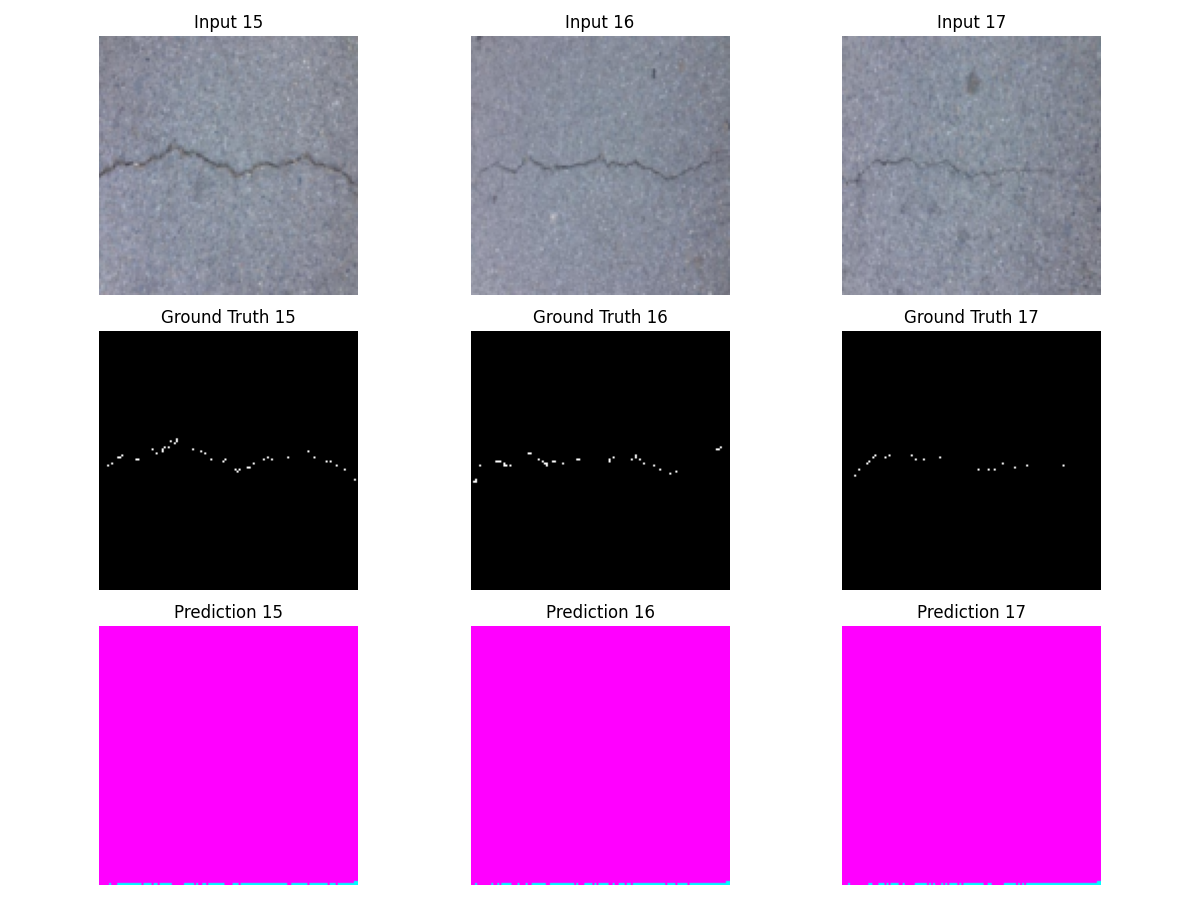 Input 15
Input 16
Input 17
Ground Truth 15
Ground Truth 16
Ground Truth 17
Prediction 15
Prediction 16
Prediction 17